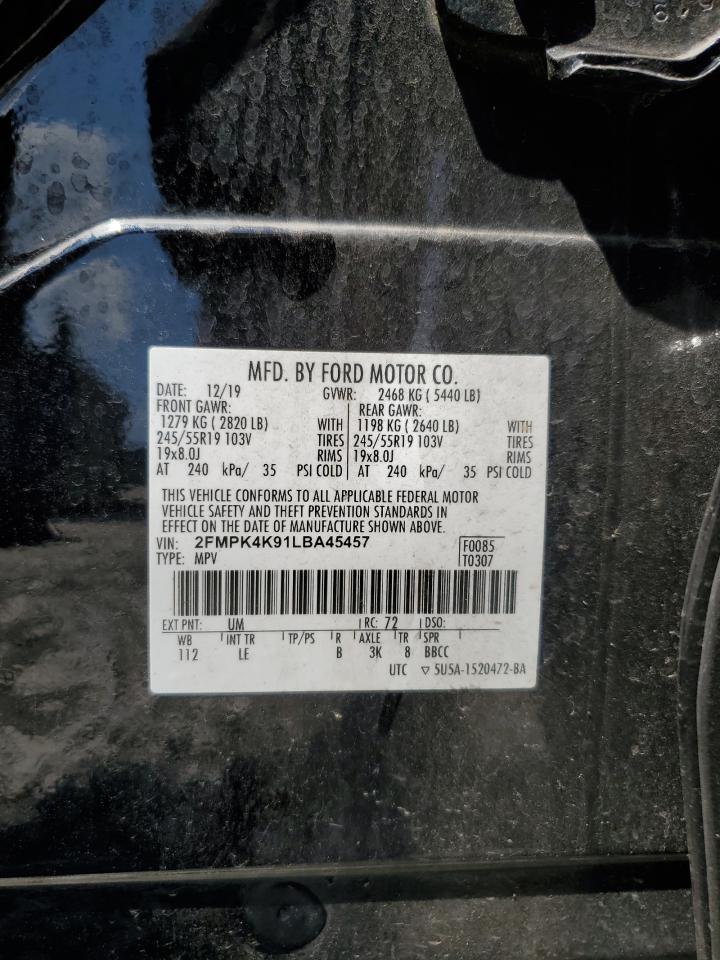 MFD. BY FORD MOTOR CO.
DATE: 12/19 GVWR: 2468 KG ( 5440 LB)
FRONT GAWR: REAR GAWR:
1279 KG ( 2820 LB) WITH 1198 KG ( 2640 LB) WITH
245/55R19 103V TIRES 245/55R19 103V TIRES
19x8.0J RIMS 19x8.0J RIMS
AT 240 kPa/ 35 PSI COLD AT 240 kPa/ 35 PSI COLD
THIS VEHICLE CONFORMS TO ALL APPLICABLE FEDERAL MOTOR
VEHICLE SAFETY AND THEFT PREVENTION STANDARDS IN
EFFECT ON THE DATE OF MANUFACTURE SHOWN ABOVE.
VIN: 2FMPK4K91LBA45457 F0085
TYPE: MPV T0307
EXT PNT: UM RC: 72 DSO:
WB INT TR TP/PS R AXLE TR SPR
112 LE B 3K 8 BBCC
UTC ▽ 5U5A-1520472-BA